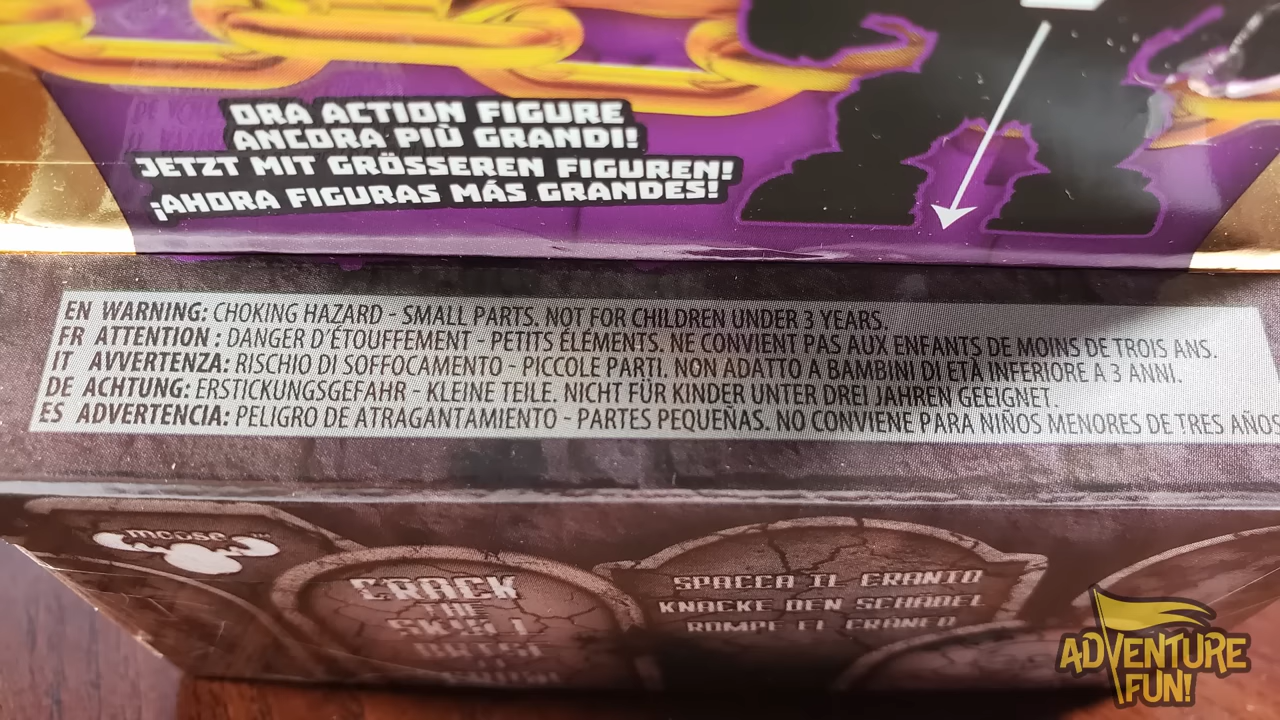 ORA ACTION FIGURE
ANCORA PIÙ GRANDI!
JETZT MIT GRÖSSEREN FIGUREN!
¡AHORA FIGURAS MÁS GRANDES!
EN WARNING: CHOKING HAZARD - SMALL PARTS. NOT FOR CHILDREN UNDER 3 YEARS.
FR ATTENTION : DANGER D'ÉTOUFFEMENT - PETITS ÉLÉMENTS. NE CONVIENT PAS AUX ENFANTS DE MOINS DE TROIS ANS.
IT AVVERTENZA: RISCHIO DI SOFFOCAMENTO - PICCOLE PARTI. NON ADATTO A BAMBINI DI ETÀ INFERIORE A 3 ANNI.
DE ACHTUNG: ERSTICKUNGSGEFAHR - KLEINE TEILE. NICHT FÜR KINDER UNTER DREI JAHREN GEEIGNET.
ES ADVERTENCIA: PELIGRO DE ATRAGANTAMIENTO - PARTES PEQUEÑAS. NO CONVIENE PARA NIÑOS MENORES DE TRES AÑOS
moose™
CRACK
THE
SKULL
SPACCA IL CRANIO
KNACKE DEN SCHÄDEL
ROMPE EL CRÁNEO
ADVENTURE
FUN!